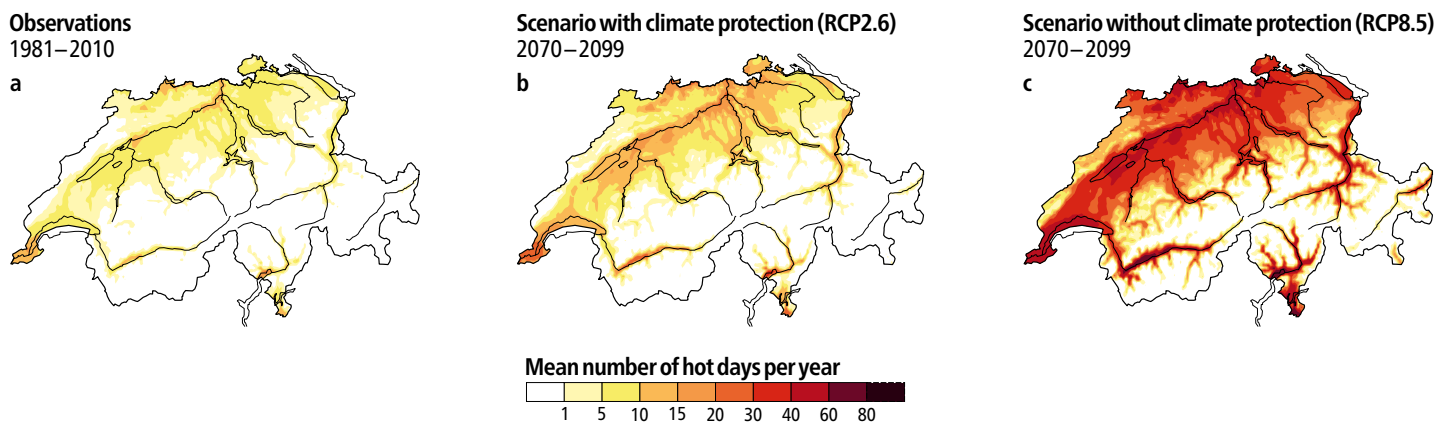 Observations
1981–2010
a
Scenario with climate protection (RCP2.6)
2070–2099
b
Scenario without climate protection (RCP8.5)
2070–2099
c
Mean number of hot days per year
1 5 10 15 20 30 40 60 80